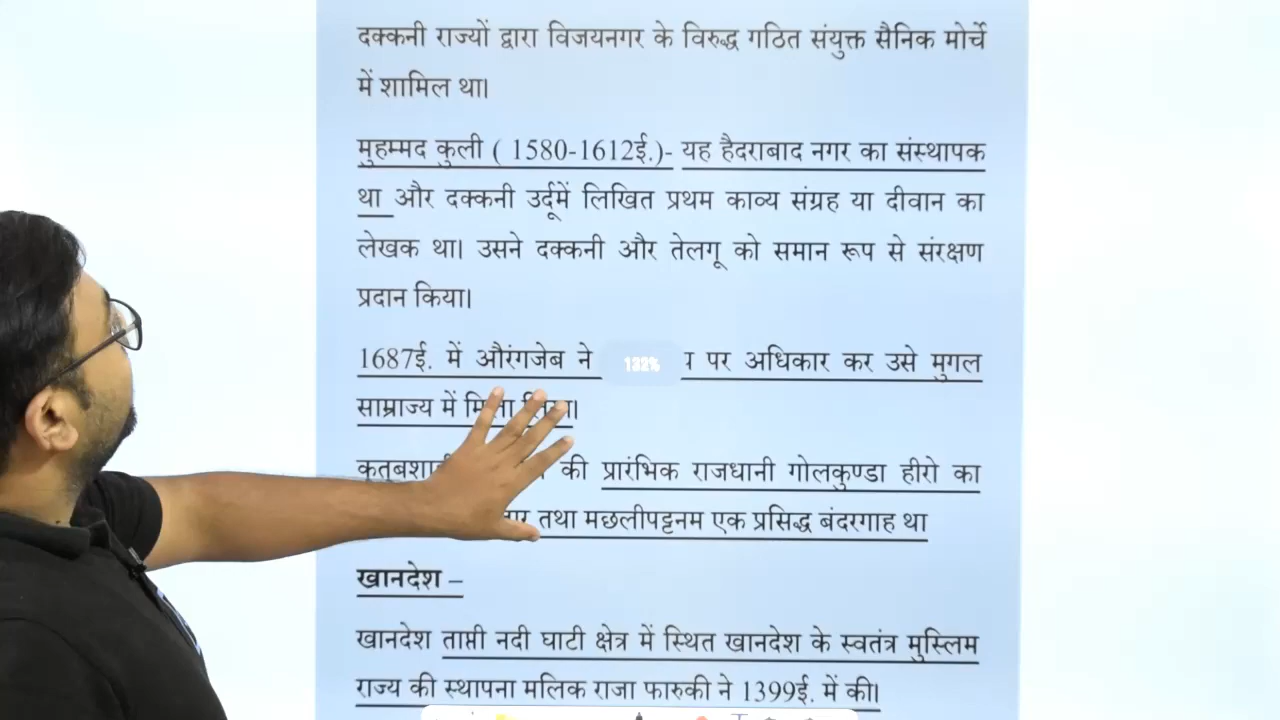 दक्कनी राज्यों द्वारा विजयनगर के विरुद्ध गठित संयुक्त सैनिक मोर्चे
में शामिल था।
मुहम्मद कुली ( 1580-1612ई.)- यह हैदराबाद नगर का संस्थापक
था और दक्कनी उर्दूमें लिखित प्रथम काव्य संग्रह या दीवान का
लेखक था। उसने दक्कनी और तेलगू को समान रूप से संरक्षण
प्रदान किया।
1687ई. में औरंगजेब ने 132% पर अधिकार कर उसे मुगल
साम्राज्य में मिला लिया।
की प्रारंभिक राजधानी गोलकुण्डा हीरो का
तथा मछलीपट्टनम एक प्रसिद्ध बंदरगाह था
खानदेश –
खानदेश ताप्ती नदी घाटी क्षेत्र में स्थित खानदेश के स्वतंत्र मुस्लिम
राज्य की स्थापना मलिक राजा फारुकी ने 1399ई. में की।